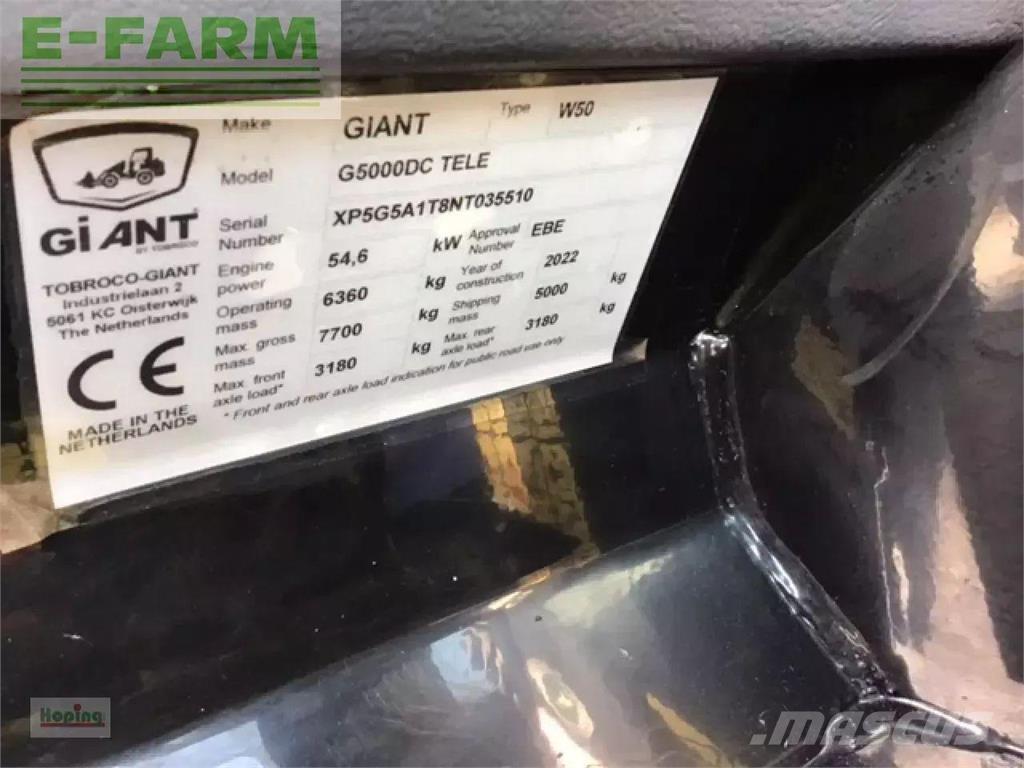 E-FARM
Make GIANT Type W50
Model G5000DC TELE
Serial Number XP5G5A1T8NT035510
Engine power 54,6 kW Approval Number EBE
Operating mass 6360 kg Year of construction 2022
Max. gross mass 7700 kg Shipping mass 5000 kg
Max. front axle load* 3180 kg Max. rear axle load* 3180 kg
* Front and rear axle load indication for public road use only
GiANT
BY TOBROCO
TOBROCO-GIANT
Industrielaan 2
5061 KC Oisterwijk
The Netherlands
CE
MADE IN THE
NETHERLANDS
Hoping
MASCUS